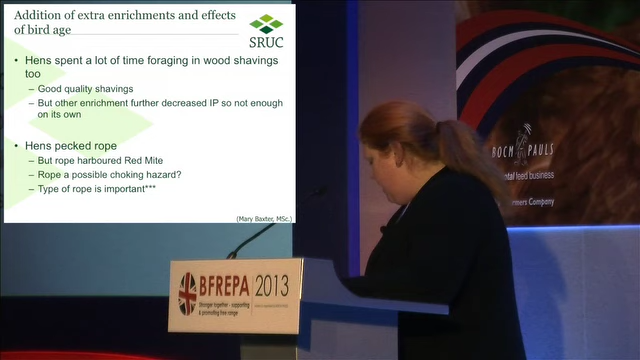 Addition of extra enrichments and effects
of bird age
SRUC
• Hens spent a lot of time foraging in wood shavings
too
– Good quality shavings
– But other enrichment further decreased IP so not enough
on its own
• Hens pecked rope
– But rope harboured Red Mite
– Rope a possible choking hazard?
– Type of rope is important***
(Mary Baxter, MSc.)
BOCM PAULS
feed business
Company
BFREPA 2013
Stronger together - supporting
& promoting free range